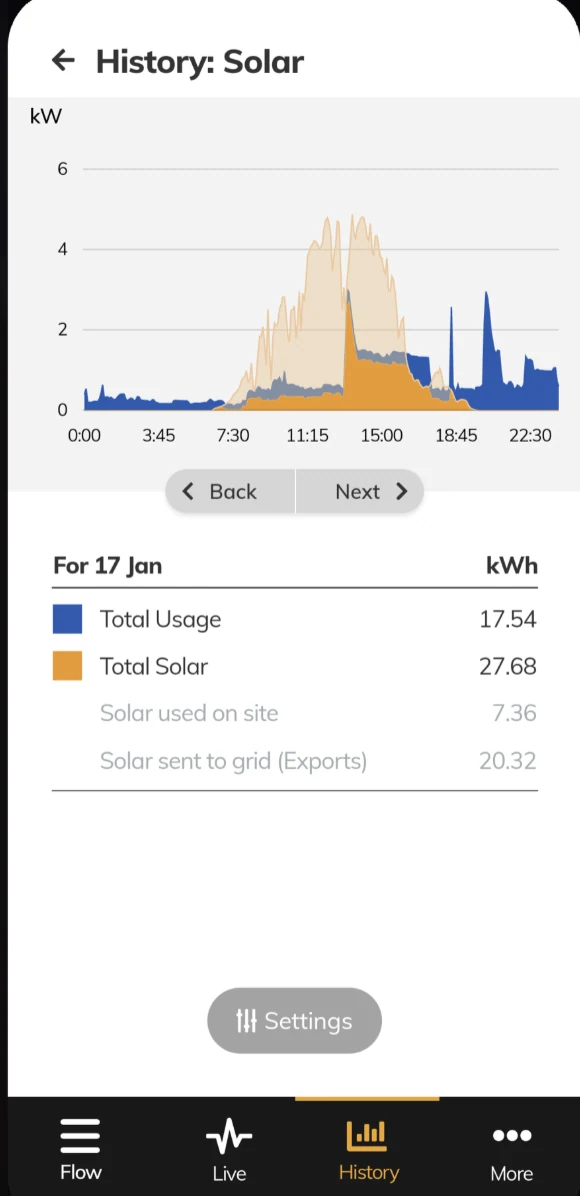 History: Solar
kW
6
4
2
0
0:00 3:45 7:30 11:15 15:00 18:45 22:30
Back Next
For 17 Jan kWh
Total Usage 17.54
Total Solar 27.68
Solar used on site 7.36
Solar sent to grid (Exports) 20.32
Settings
Flow Live History More